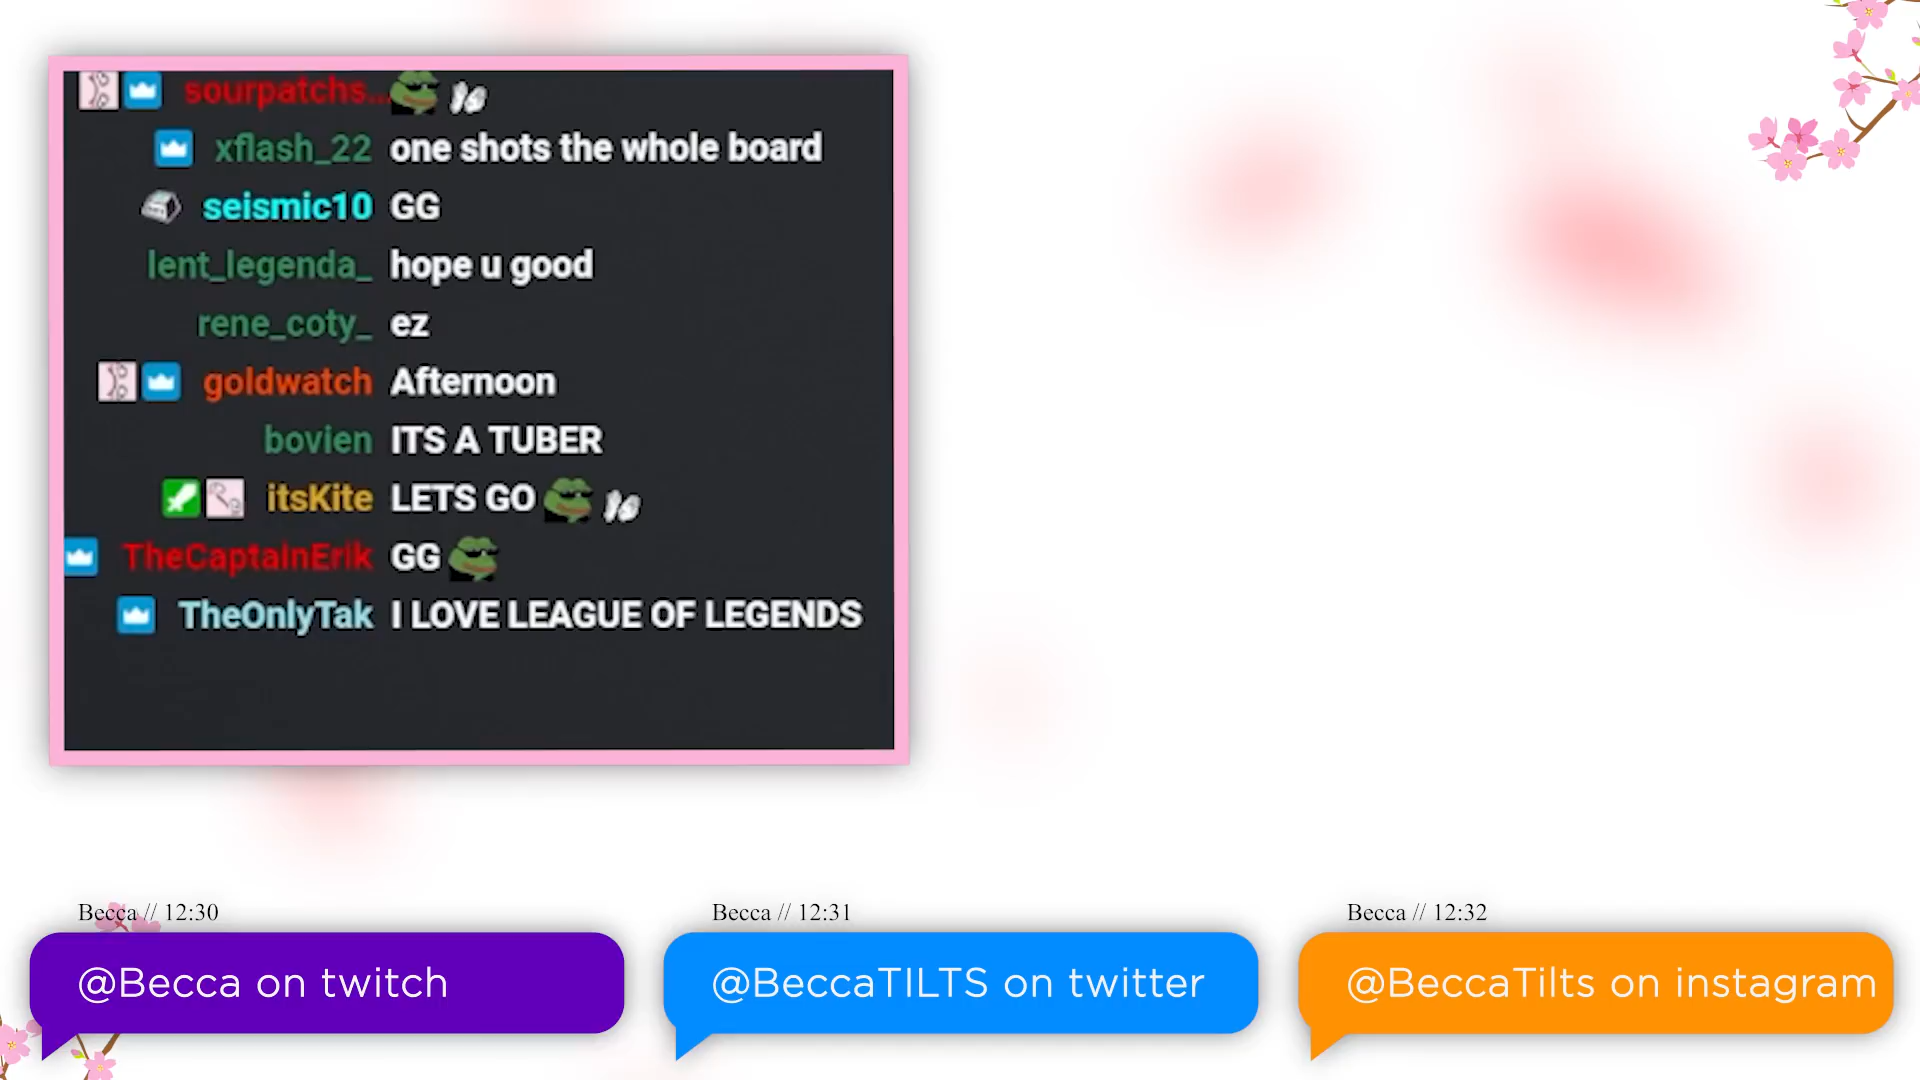 sourpatchs...
xflash_22 one shots the whole board
seismic10 GG
lent_legenda_ hope u good
rene_coty_ ez
goldwatch Afternoon
bovien ITS A TUBER
itsKite LETS GO
TheCaptainErik GG
TheOnlyTak I LOVE LEAGUE OF LEGENDS
Becca // 12:30
@Becca on twitch
Becca // 12:31
@BeccaTILTS on twitter
Becca // 12:32
@BeccaTilts on instagram